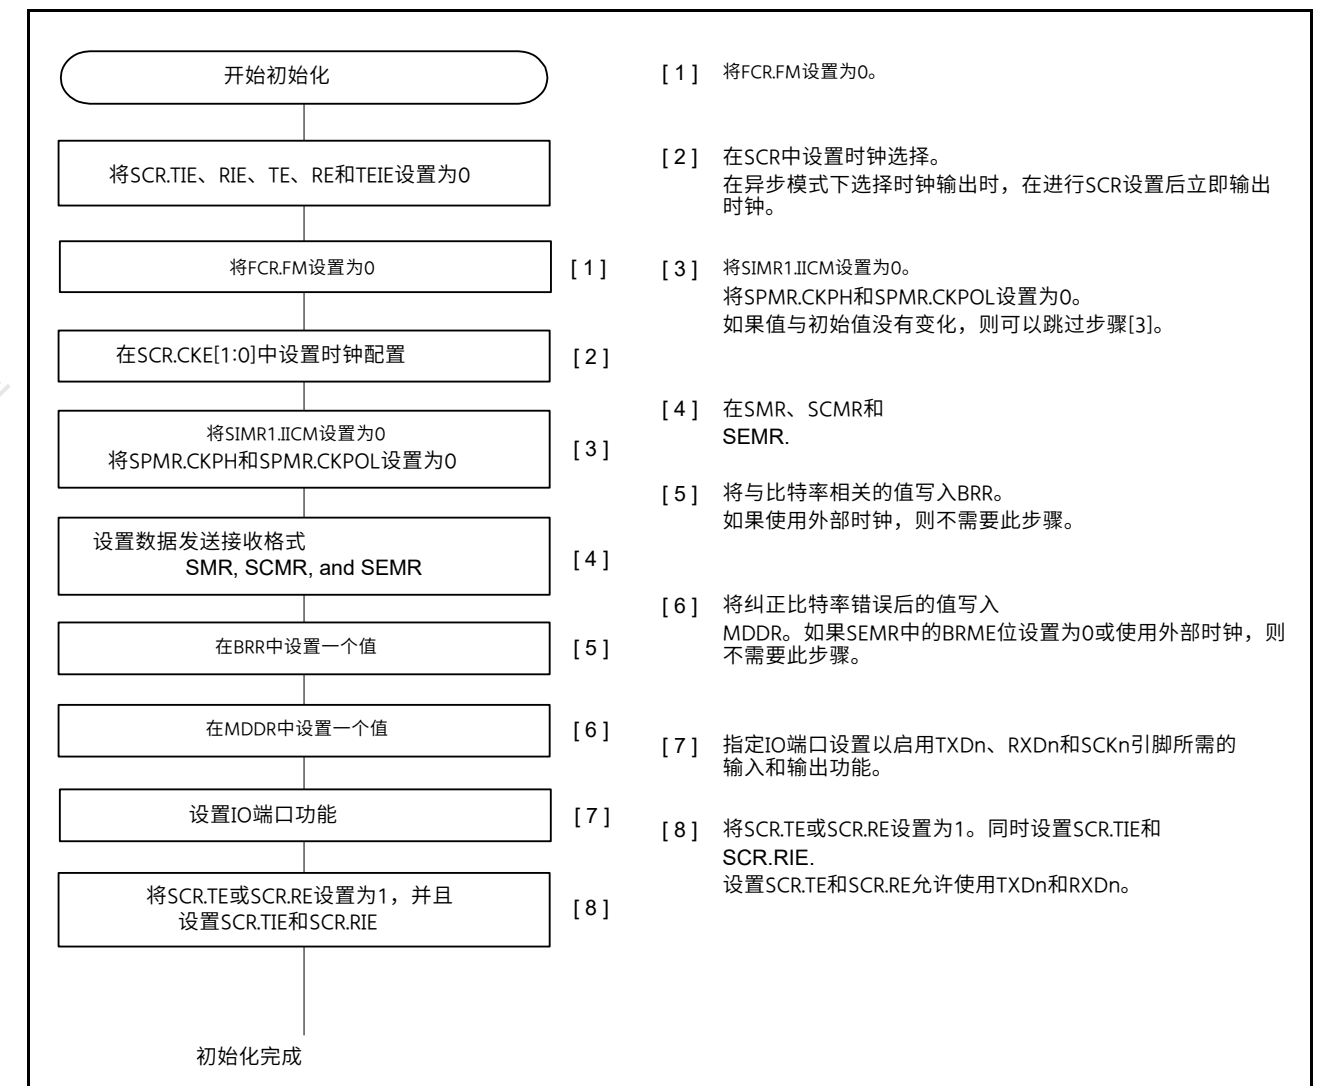 开始初始化
将SCR.TIE、RIE、TE、RE和TEIE设置为0
将FCR.FM设置为0
[ 1 ]
在SCR.CKE[1:0]中设置时钟配置
[ 2 ]
将SIMR1.IICM设置为0
将SPMR.CKPH和SPMR.CKPOL设置为0
[ 3 ]
设置数据发送接收格式
SMR, SCMR, and SEMR
[ 4 ]
在BRR中设置一个值
[ 5 ]
在MDDR中设置一个值
[ 6 ]
设置IO端口功能
[ 7 ]
将SCR.TE或SCR.RE设置为1，并且
设置SCR.TIE和SCR.RIE
[ 8 ]
初始化完成
[ 1 ] 将FCR.FM设置为0。
[ 2 ] 在SCR中设置时钟选择。
在异步模式下选择时钟输出时，在进行SCR设置后立即输出
时钟。
[ 3 ] 将SIMR1.IICM设置为0。
将SPMR.CKPH和SPMR.CKPOL设置为0。
如果值与初始值没有变化，则可以跳过步骤[3]。
[ 4 ] 在SMR、SCMR和
SEMR.
[ 5 ] 将与比特率相关的值写入BRR。
如果使用外部时钟，则不需要此步骤。
[ 6 ] 将纠正比特率错误后的值写入
MDDR。如果SEMR中的BRME位设置为0或使用外部时钟，则
不需要此步骤。
[ 7 ] 指定IO端口设置以启用TXDn、RXDn和SCKn引脚所需的
输入和输出功能。
[ 8 ] 将SCR.TE或SCR.RE设置为1。同时设置SCR.TIE和
SCR.RIE.
设置SCR.TE和SCR.RE允许使用TXDn和RXDn。